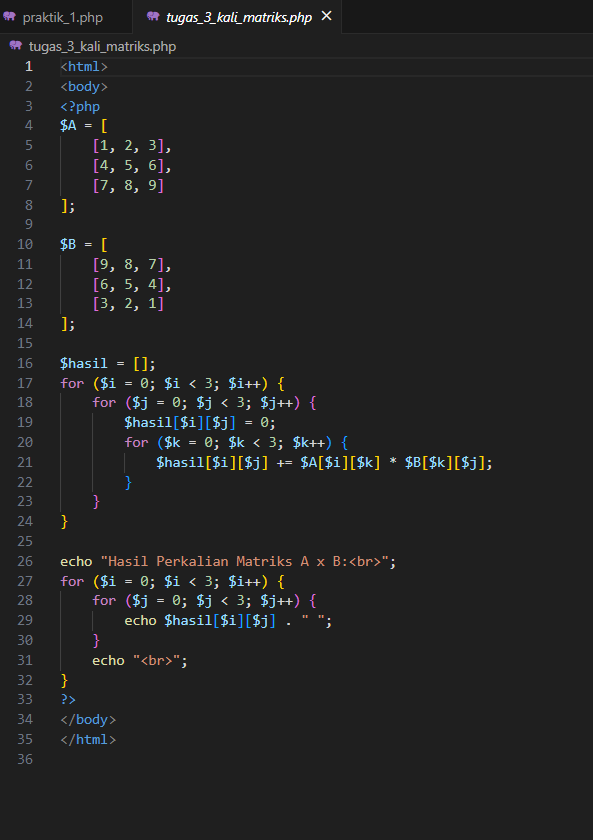 praktik_1.php tugas_3_kali_matriks.php ✕
tugas_3_kali_matriks.php
1 <html>
2 <body>
3 <?php
4 $A = [
5     [1, 2, 3],
6     [4, 5, 6],
7     [7, 8, 9]
8 ];
9
10 $B = [
11     [9, 8, 7],
12     [6, 5, 4],
13     [3, 2, 1]
14 ];
15
16 $hasil = [];
17 for ($i = 0; $i < 3; $i++) {
18     for ($j = 0; $j < 3; $j++) {
19         $hasil[$i][$j] = 0;
20         for ($k = 0; $k < 3; $k++) {
21             $hasil[$i][$j] += $A[$i][$k] * $B[$k][$j];
22         }
23     }
24 }
25
26 echo "Hasil Perkalian Matriks A x B:<br>";
27 for ($i = 0; $i < 3; $i++) {
28     for ($j = 0; $j < 3; $j++) {
29         echo $hasil[$i][$j] . " ";
30     }
31     echo "<br>";
32 }
33 ?>
34 </body>
35 </html>
36